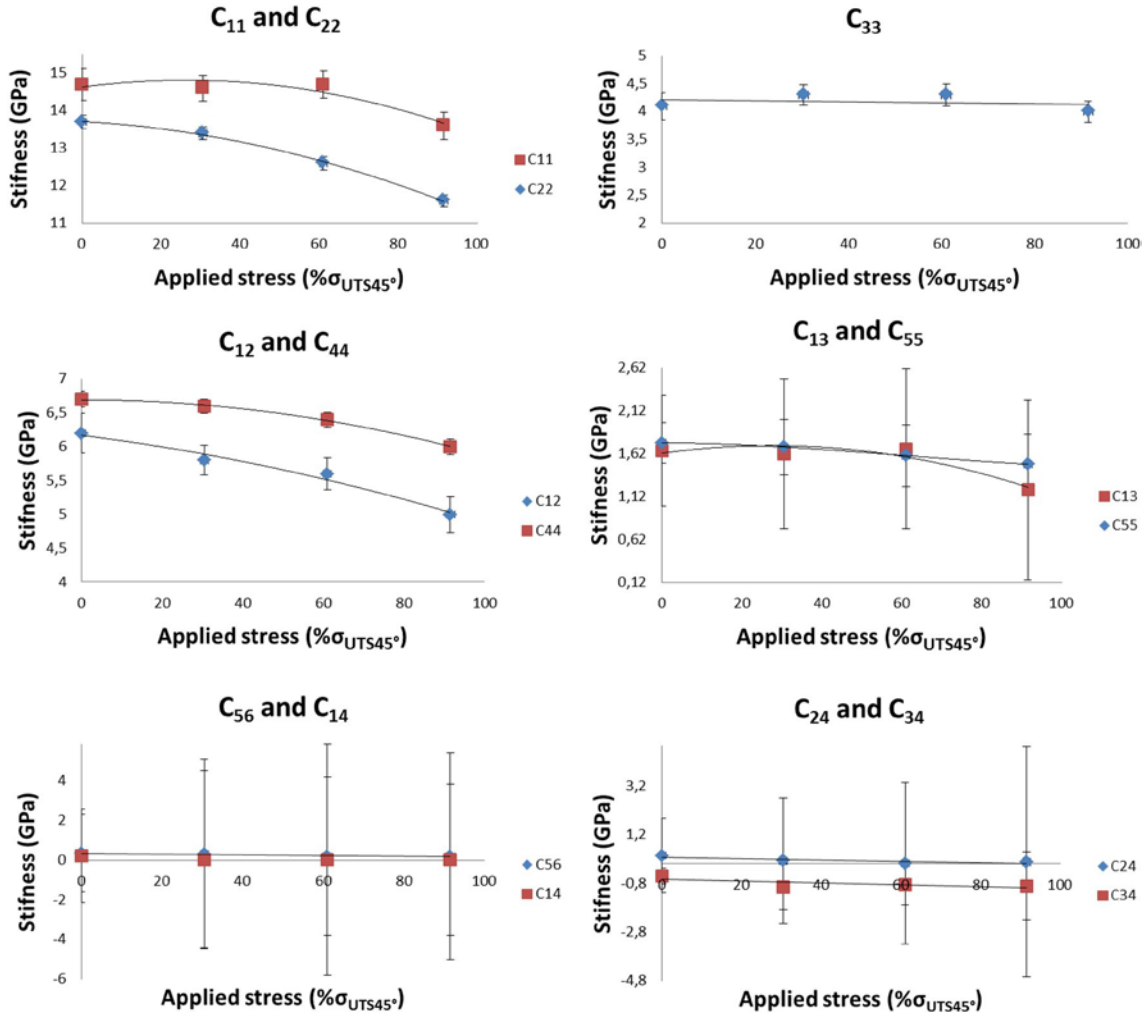 C11 and C22
Stifness (GPa)
15
14
13
12
11
0 20 40 60 80 100
Applied stress (%σUTS45°)
C11
C22
C33
Stifness (GPa)
5
4,5
4
3,5
3
2,5
2
0 20 40 60 80 100
Applied stress (%σUTS45°)
C12 and C44
Stifness (GPa)
7
6,5
6
5,5
5
4,5
4
0 20 40 60 80 100
Applied stress (%σUTS45°)
C12
C44
C13 and C55
Stifness (GPa)
2,62
2,12
1,62
1,12
0,62
0,12
0 20 40 60 80 100
Applied stress (%σUTS45°)
C13
C55
C56 and C14
Stifness (GPa)
4
2
0
-2
-4
-6
0 20 40 60 80 100
Applied stress (%σUTS45°)
C56
C14
C24 and C34
Stifness (GPa)
3,2
1,2
-0,8
-2,8
-4,8
0 20 40 60 80 100
Applied stress (%σUTS45°)
C24
C34